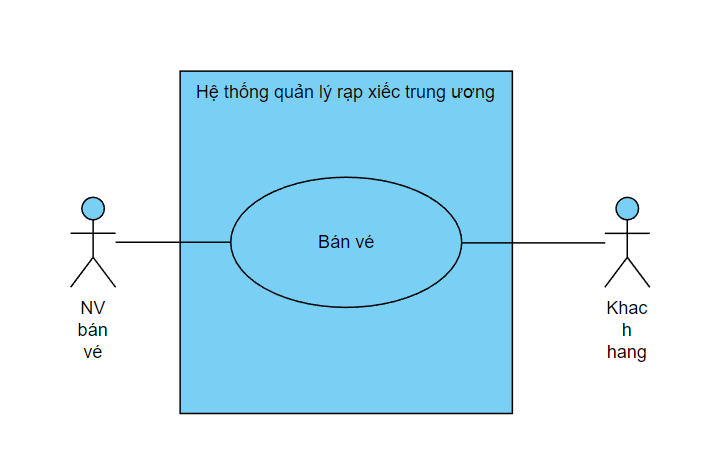 Hệ thống quản lý rạp xiếc trung ương
Bán vé
NV
bán
vé
Khac
h
hang